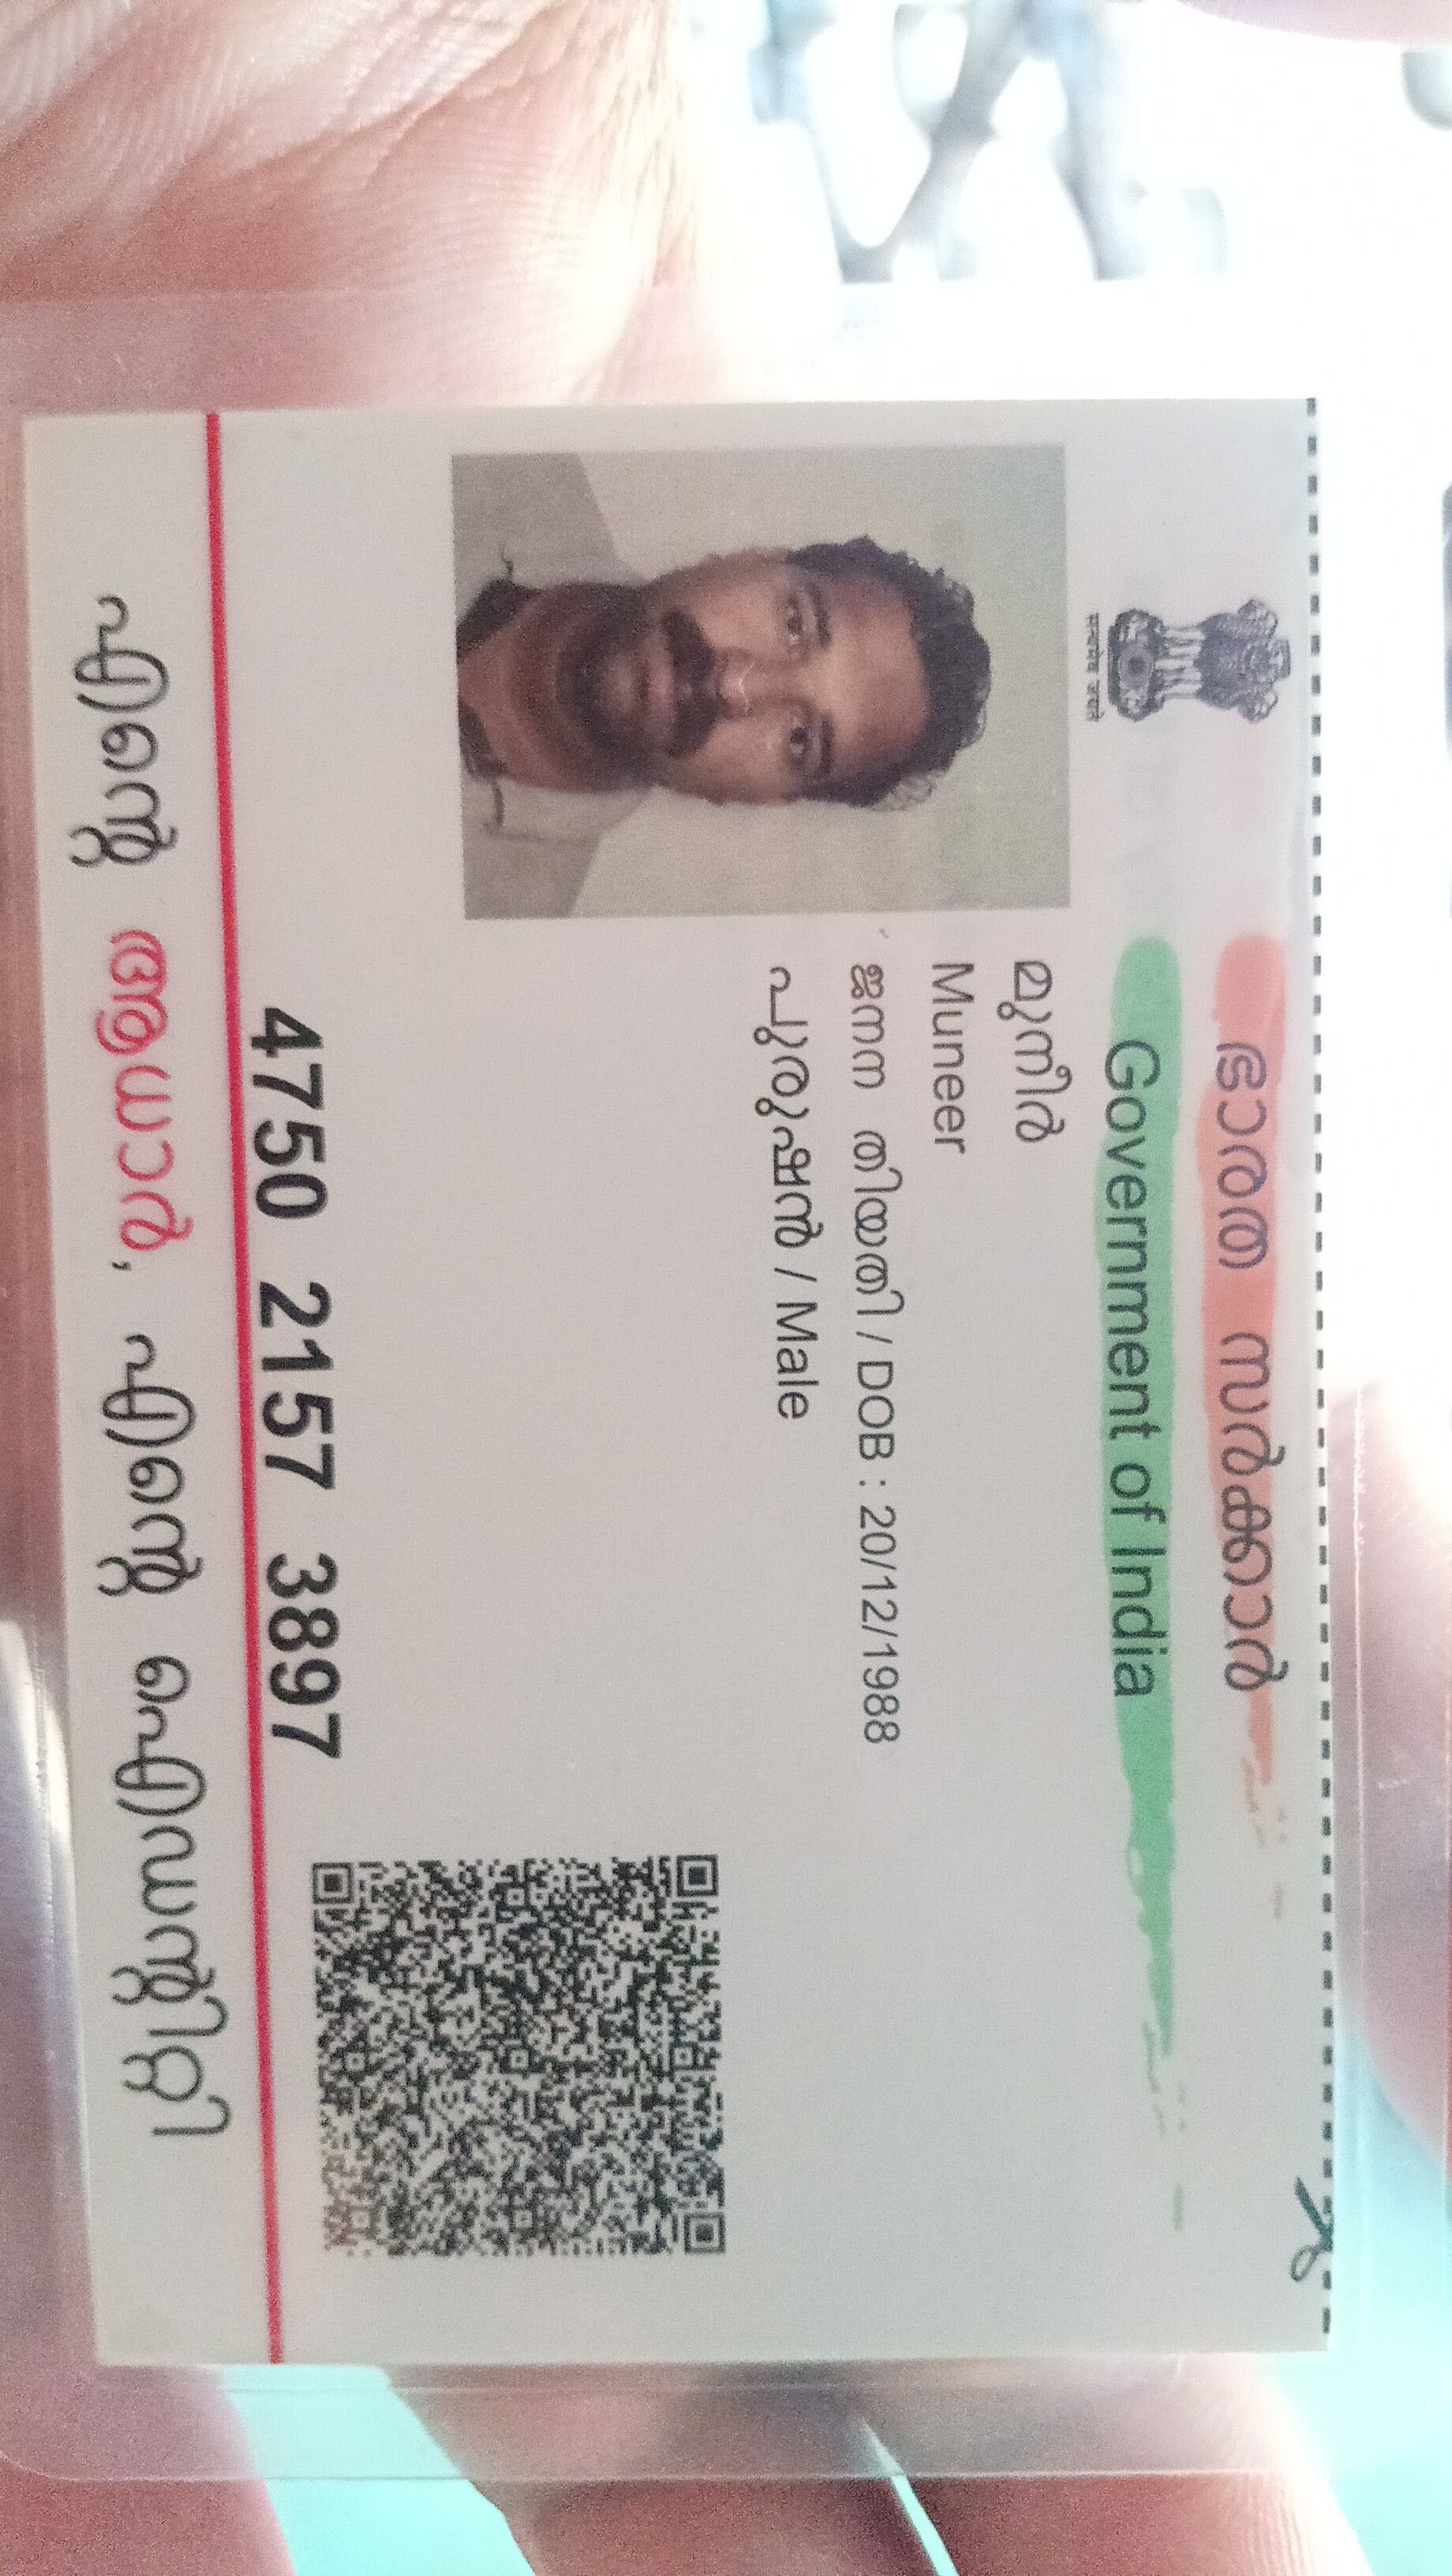 ഭാരത സർക്കാർ
Government of India
सत्यमेव जयते
മുനീർ
Muneer
ജനന തിയതി / DOB : 20/12/1988
പുരുഷൻ / Male
4750 2157 3897
എന്റെ ആധാർ, എന്റെ ഐഡന്റിറ്റി